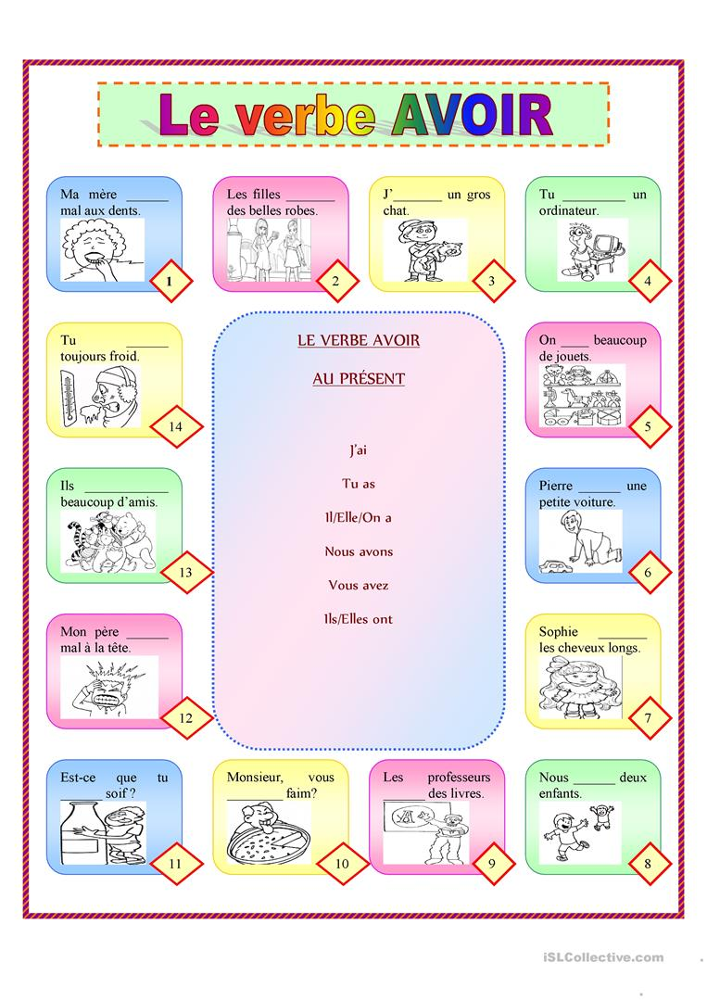 Le verbe AVOIR
Ma mère ______
mal aux dents.
1
Les filles _______
des belles robes.
2
J’_______ un gros
chat.
3
Tu _________ un
ordinateur.
4
On ____ beaucoup
de jouets.
5
Pierre ______ une
petite voiture.
6
Sophie _______
les cheveux longs.
7
Nous _____ deux
enfants.
8
Les professeurs
______ des livres.
9
Monsieur, vous
________ faim?
10
Est-ce que tu
______ soif ?
11
Mon père ______
mal à la tête.
12
Ils ____________
beaucoup d’amis.
13
Tu ______
toujours froid.
14
LE VERBE AVOIR
AU PRÉSENT
J’ai
Tu as
Il/Elle/On a
Nous avons
Vous avez
Ils/Elles ont
iSLCollective.com